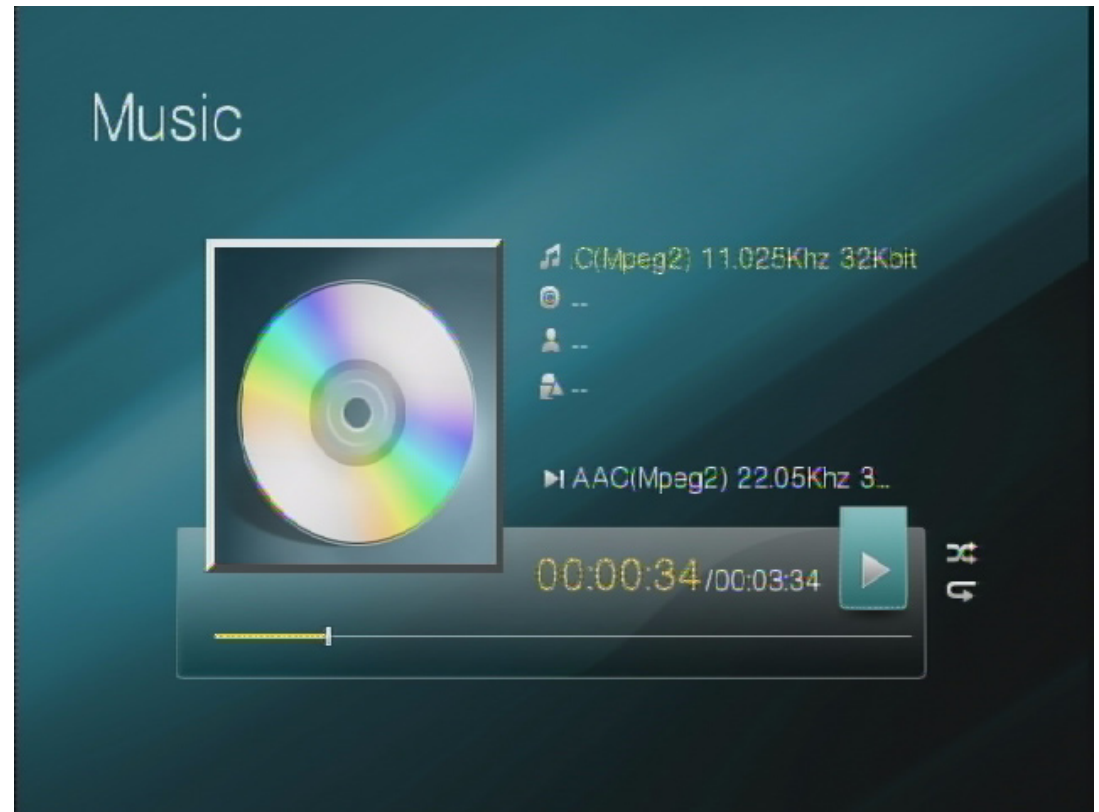 Music
.C(Mpeg2) 11.025Khz 32Kbit
--
--
--
AAC(Mpeg2) 22.05Khz 3...
00:00:34/00:03:34